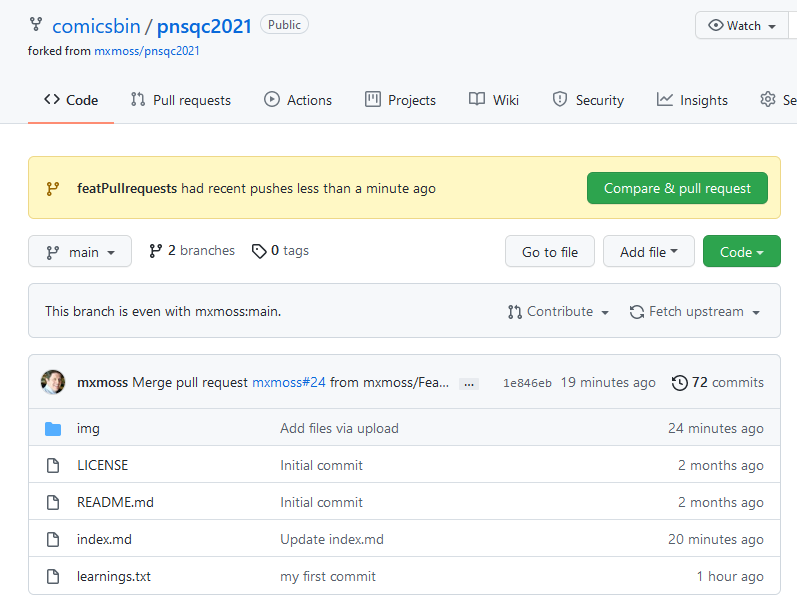 comicsbin / pnsqc2021 Public Watch
forked from mxmoss/pnsqc2021
Code Pull requests Actions Projects Wiki Security Insights Se
featPullrequests had recent pushes less than a minute ago Compare & pull request
main 2 branches 0 tags Go to file Add file Code
This branch is even with mxmoss:main. Contribute Fetch upstream
mxmoss Merge pull request mxmoss#24 from mxmoss/Fea... ... 1e846eb 19 minutes ago 72 commits
img Add files via upload 24 minutes ago
LICENSE Initial commit 2 months ago
README.md Initial commit 2 months ago
index.md Update index.md 20 minutes ago
learnings.txt my first commit 1 hour ago